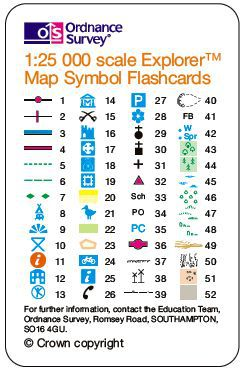 OS Ordnance
Survey®
1:25 000 scale Explorer™
Map Symbol Flashcards
1 14 P 27 40
2 15 28 FB 41
3 16 29 W Spr 42
4 17 30 43
5 18 31 44
6 19 32 45
7 20 Sch 33 46
8 21 PO 34 47
9 22 PC 35 48
10 23 36 49
11 24 37 50
12 25 38 51
13 26 39 52
For further information, contact the Education Team,
Ordnance Survey, Romsey Road, SOUTHAMPTON,
SO16 4GU.
© Crown copyright